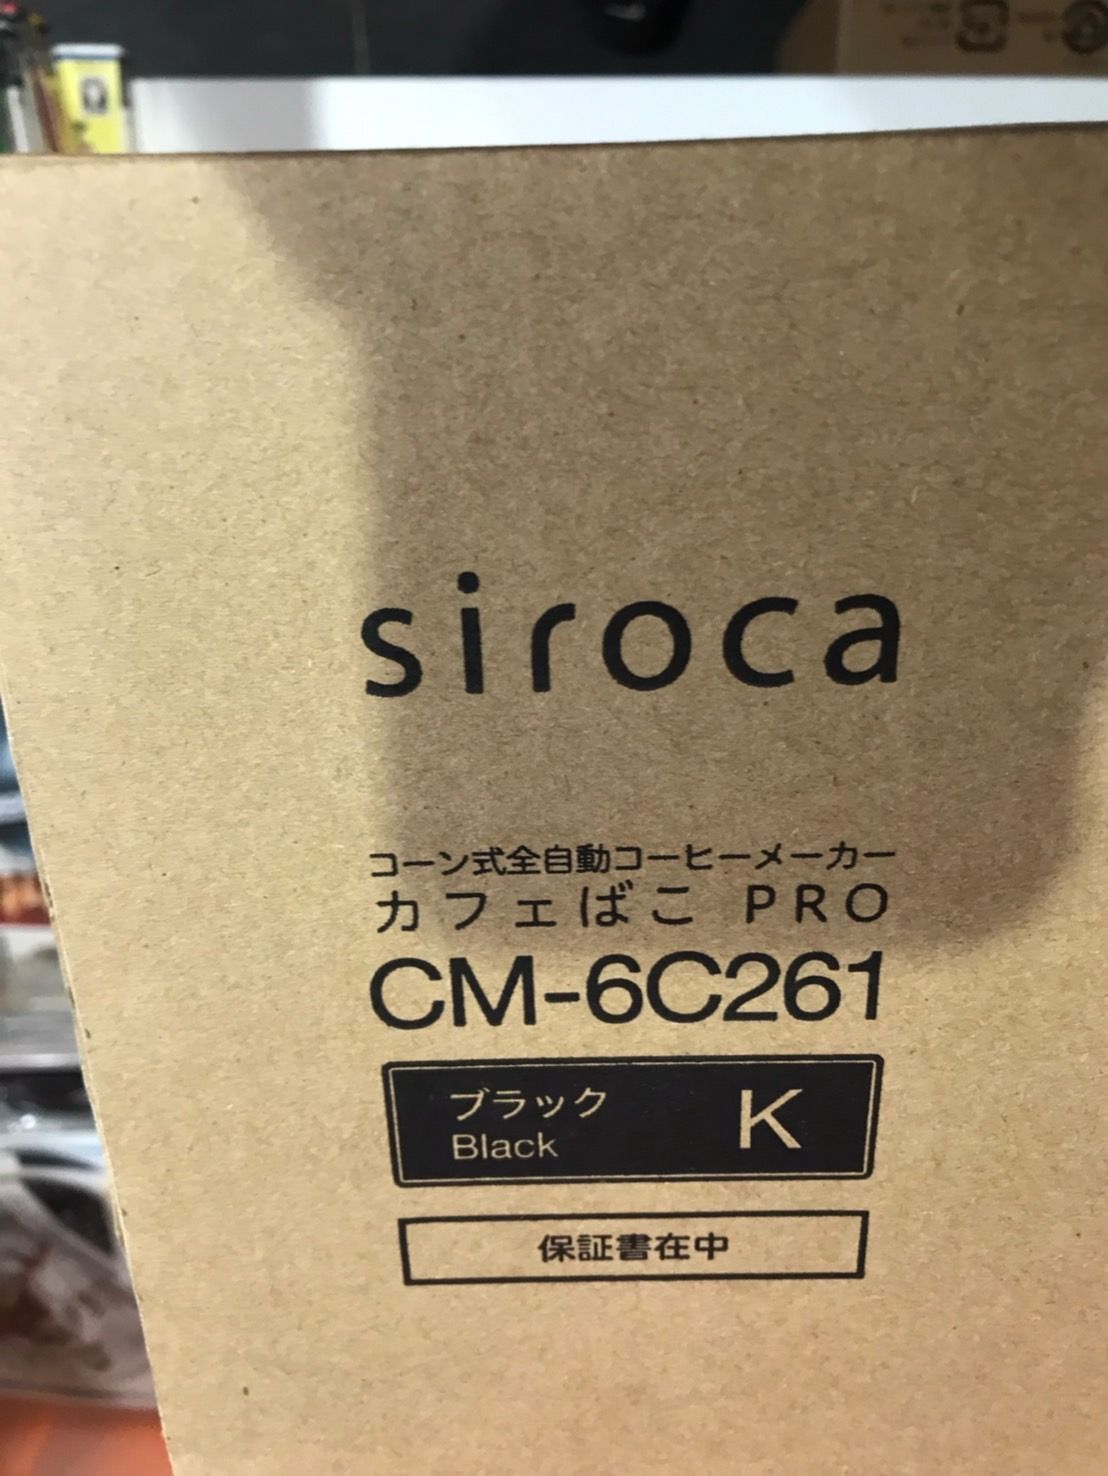 siroca
コーン式全自動コーヒーメーカー
カフェばこ PRO
CM-6C261
ブラック
Black
K
保証書在中